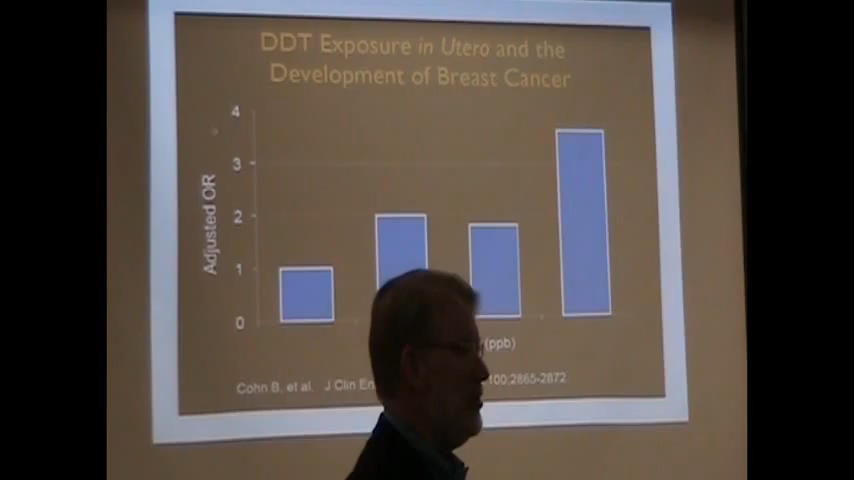 DDT Exposure in Utero and the
Development of Breast Cancer
4
3
2
1
0
Adjusted OR
(ppb)
Cohn B, et al. J Clin En 100:2865-2872